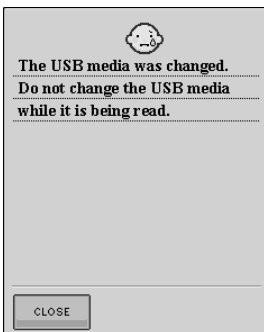 The USB media was changed.
Do not change the USB media
while it is being read.
CLOSE